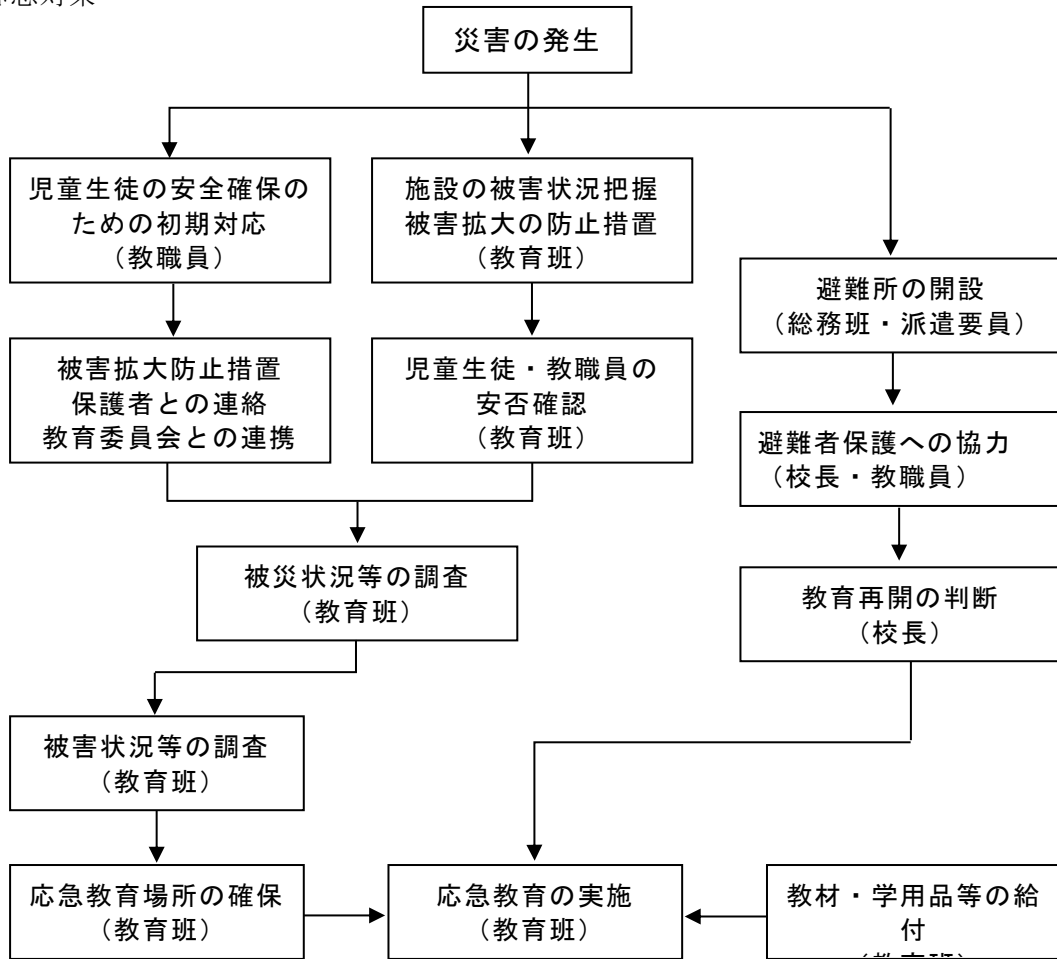 災害の発生
児童生徒の安全確保の
ための初期対応
（教職員）
施設の被害状況把握
被害拡大の防止措置
（教育班）
避難所の開設
（総務班・派遣要員）
被害拡大防止措置
保護者との連絡
教育委員会との連携
児童生徒・教職員の
安否確認
（教育班）
避難者保護への協力
（校長・教職員）
被災状況等の調査
（教育班）
教育再開の判断
（校長）
被害状況等の調査
（教育班）
応急教育場所の確保
（教育班）
応急教育の実施
（教育班）
教材・学用品等の給
付